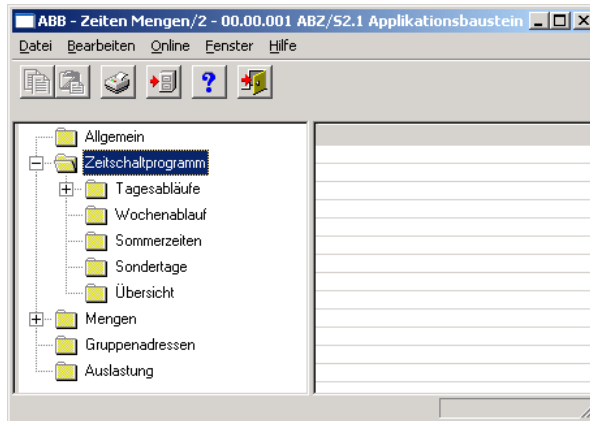 ABB - Zeiten Mengen/2 - 00.00.001 ABZ/S2.1 Applikationsbaustein
Datei Bearbeiten Online Fenster Hilfe
Allgemein
Zeitschaltprogramm
Tagesabläufe
Wochenablauf
Sommerzeiten
Sondertage
Übersicht
Mengen
Gruppenadressen
Auslastung